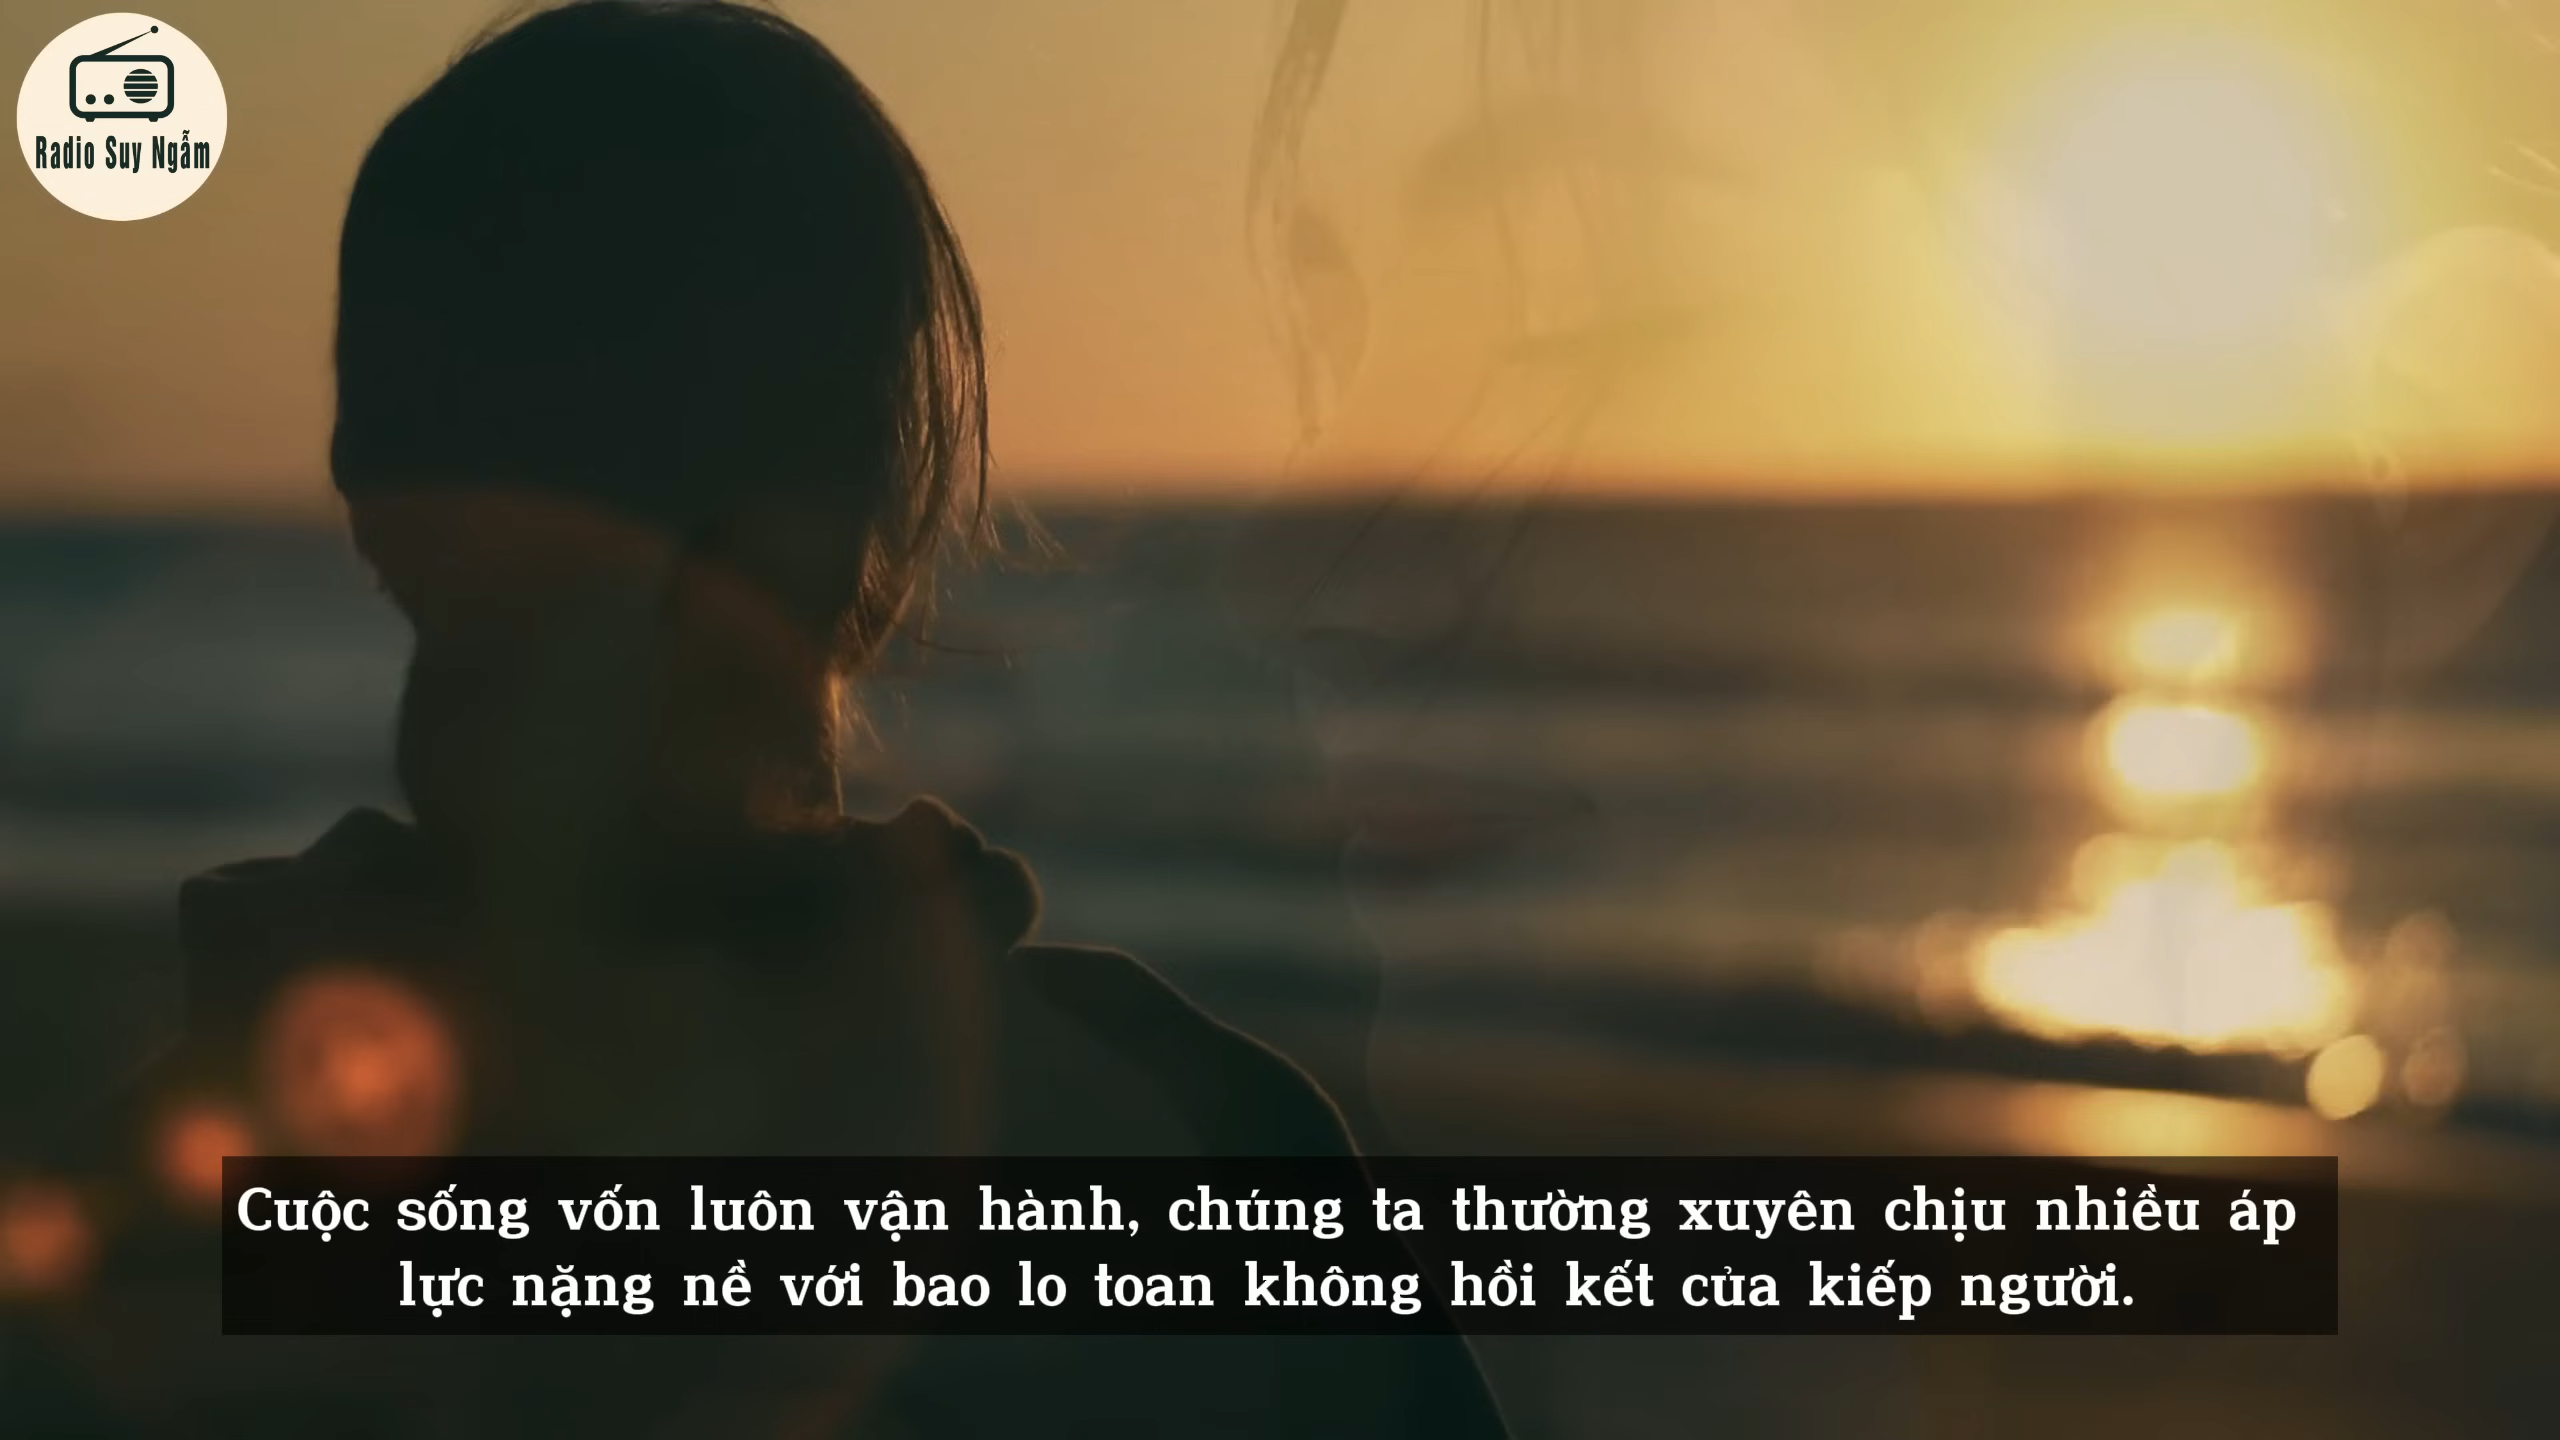 Radio Suy Ngẫm
Cuộc sống vốn luôn vận hành, chúng ta thường xuyên chịu nhiều áp
lực nặng nề với bao lo toan không hồi kết của kiếp người.